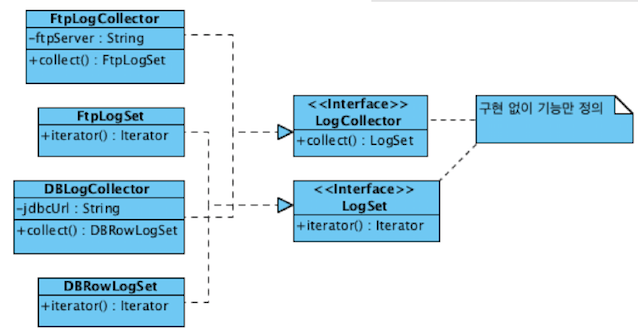 FtpLogCollector
-ftpServer : String
+collect() : FtpLogSet
FtpLogSet
+iterator() : Iterator
DBLogCollector
-jdbcUrl : String
+collect() : DBRowLogSet
DBRowLogSet
+iterator() : Iterator
<<Interface>>
LogCollector
+collect() : LogSet
<<Interface>>
LogSet
+iterator() : Iterator
구현 없이 기능만 정의